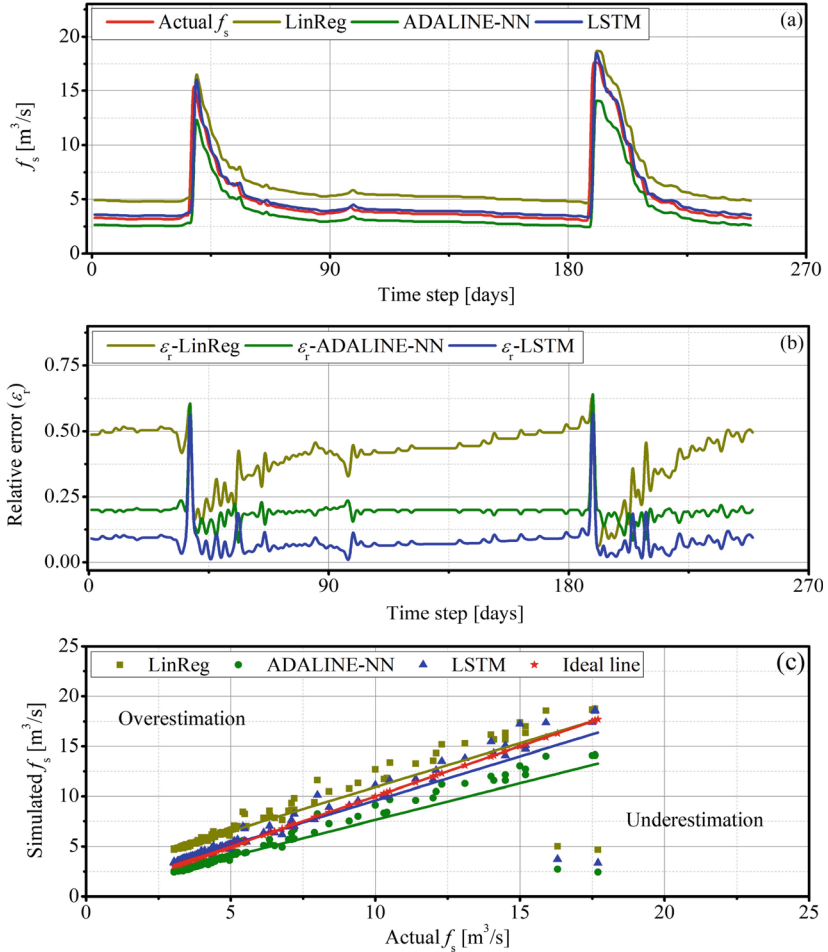 Actual fs LinReg ADALINE-NN LSTM (a)
20
15
10
5
0
fs [m³/s]
0 90 180 270
Time step [days]
εr-LinReg εr-ADALINE-NN εr-LSTM (b)
0.75
0.50
0.25
0.00
Relative error (εr)
0 90 180 270
Time step [days]
25
LinReg ADALINE-NN LSTM Ideal line (c)
20
Overestimation
15
10
Underestimation
5
0
Simulated fs [m³/s]
0 5 10 15 20 25
Actual fs [m³/s]